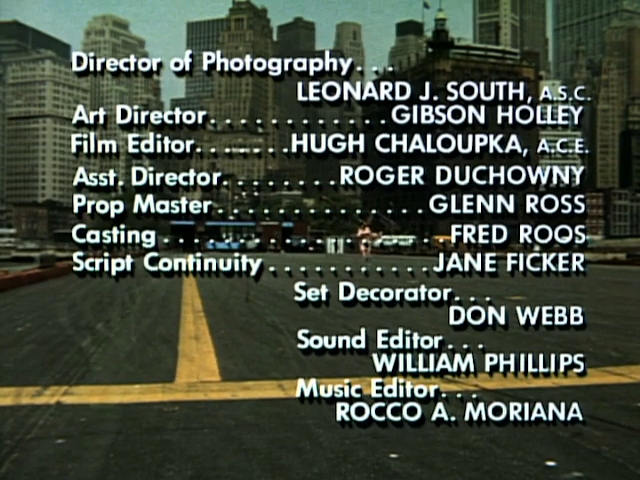 Director of Photography. . .
LEONARD J. SOUTH, A.S.C.
Art Director. . . . . . . . . . . . GIBSON HOLLEY
Film Editor. . . . . . . HUGH CHALOUPKA, A.C.E.
Asst. Director. . . . . . . . ROGER DUCHOWNY
Prop Master. . . . . . . . . . . . . . . GLENN ROSS
Casting . . . . . . . . . . . . . . . . . . . FRED ROOS
Script Continuity . . . . . . . . . . . JANE FICKER
Set Decorator. . .
DON WEBB
Sound Editor. . .
WILLIAM PHILLIPS
Music Editor. . .
ROCCO A. MORIANA